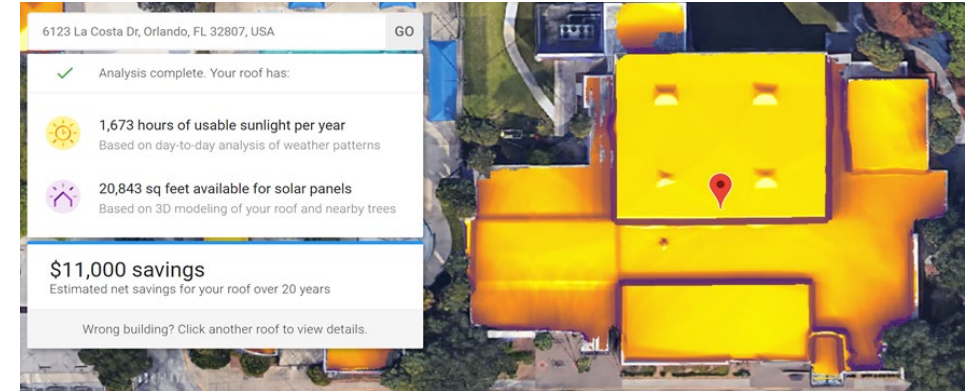 6123 La Costa Dr, Orlando, FL 32807, USA GO
Analysis complete. Your roof has:
1,673 hours of usable sunlight per year
Based on day-to-day analysis of weather patterns
20,843 sq feet available for solar panels
Based on 3D modeling of your roof and nearby trees
$11,000 savings
Estimated net savings for your roof over 20 years
Wrong building? Click another roof to view details.